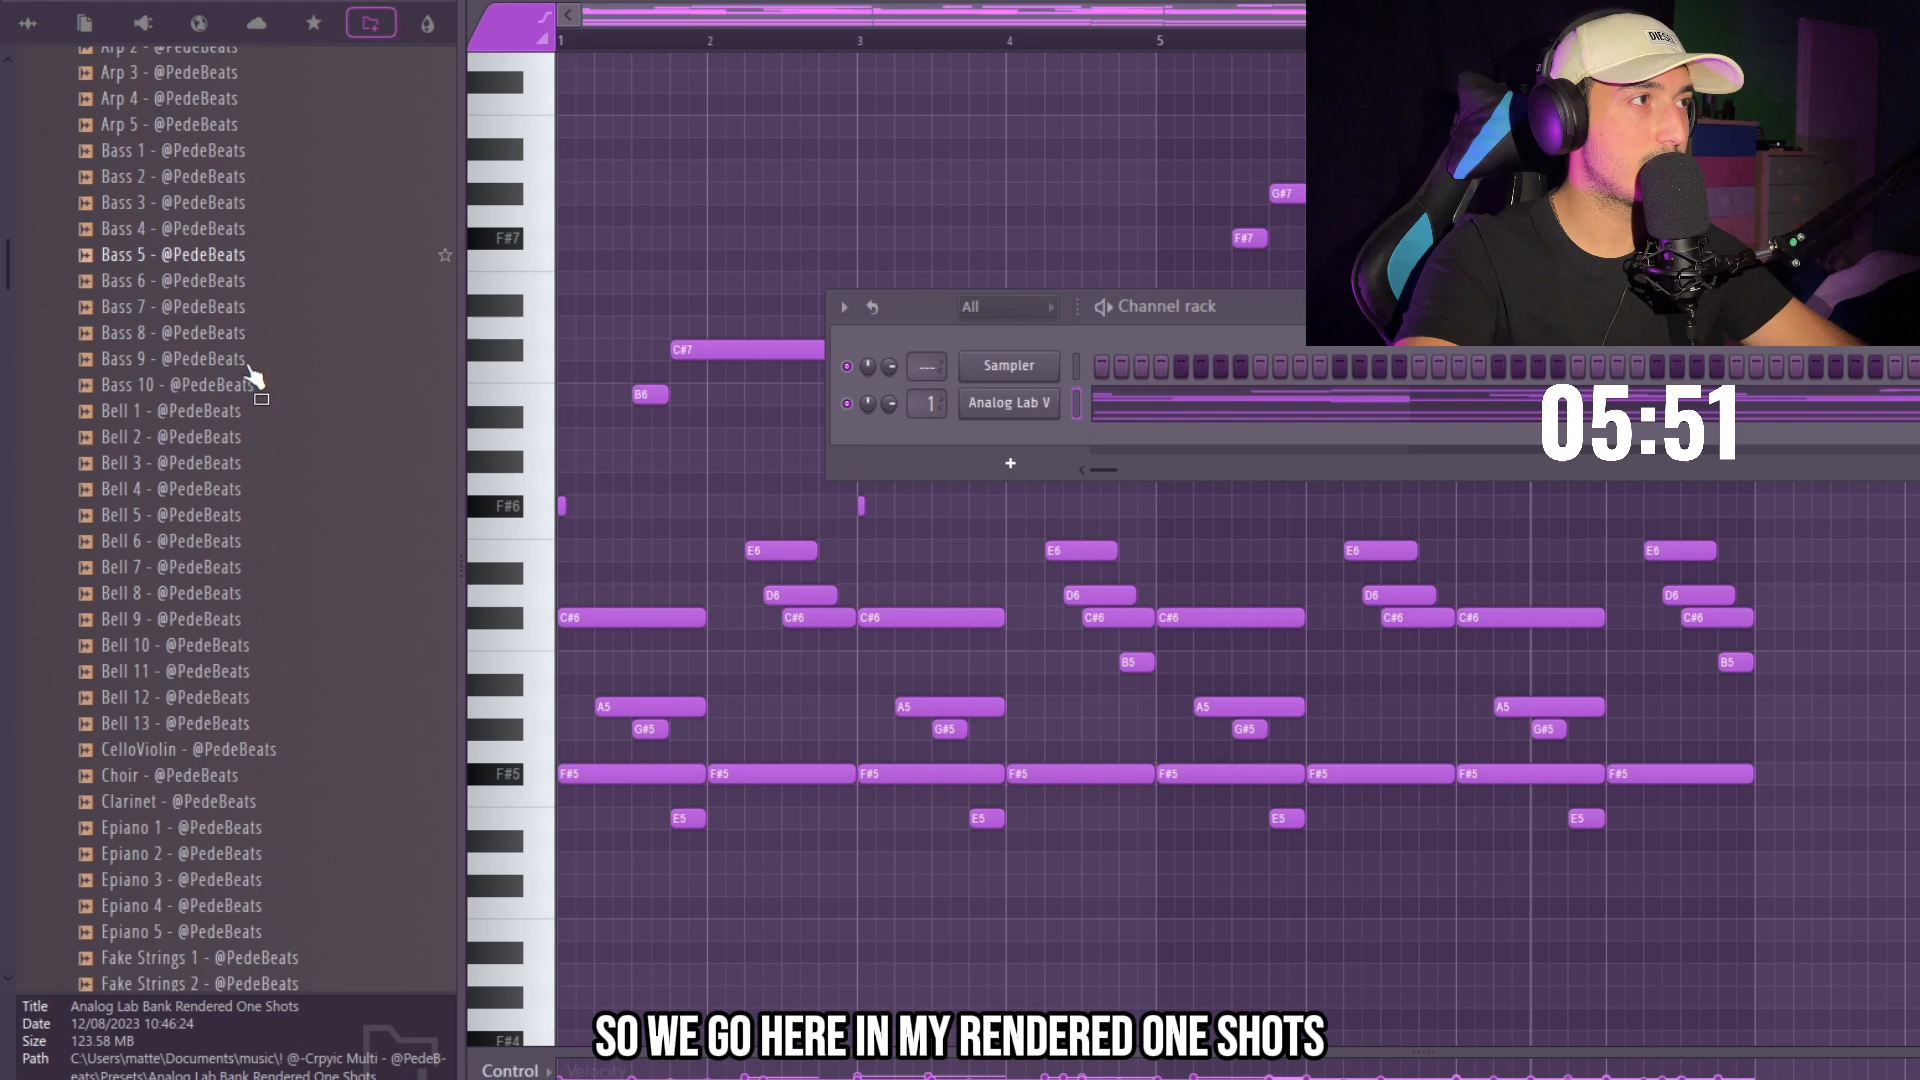 Arp 2 - @PedeBeats
Arp 3 - @PedeBeats
Arp 4 - @PedeBeats
Arp 5 - @PedeBeats
Bass 1 - @PedeBeats
Bass 2 - @PedeBeats
Bass 3 - @PedeBeats
Bass 4 - @PedeBeats
Bass 5 - @PedeBeats
Bass 6 - @PedeBeats
Bass 7 - @PedeBeats
Bass 8 - @PedeBeats
Bass 9 - @PedeBeats
Bass 10 - @PedeBeats
Bell 1 - @PedeBeats
Bell 2 - @PedeBeats
Bell 3 - @PedeBeats
Bell 4 - @PedeBeats
Bell 5 - @PedeBeats
Bell 6 - @PedeBeats
Bell 7 - @PedeBeats
Bell 8 - @PedeBeats
Bell 9 - @PedeBeats
Bell 10 - @PedeBeats
Bell 11 - @PedeBeats
Bell 12 - @PedeBeats
Bell 13 - @PedeBeats
CelloViolin - @PedeBeats
Choir - @PedeBeats
Clarinet - @PedeBeats
Epiano 1 - @PedeBeats
Epiano 2 - @PedeBeats
Epiano 3 - @PedeBeats
Epiano 4 - @PedeBeats
Epiano 5 - @PedeBeats
Fake Strings 1 - @PedeBeats
Fake Strings 2 - @PedeBeats
Title Analog Lab Bank Rendered One Shots
Date 12/08/2023 10:46:24
Size 123.58 MB
Path C:\Users\matte\Documents\music\! @-Crpyic Multi - @PedeB-
eats\Presets\Analog Lab Bank Rendered One Shots
1 2 3 4 5
DIESEL
G#7
F#7 F#7
All Channel rack
C#7
Sampler
B6
--- 
1 Analog Lab V
05:51
F#6
E6 E6 E6 E6
D6 D6 D6 D6
C#6 C#6 C#6 C#6 C#6 C#6 C#6 C#6
B5 B5
A5 A5 A5 A5
G#5 G#5 G#5 G#5
F#5 F#5 F#5 F#5 F#5 F#5 F#5 F#5 F#5
E5 E5 E5 E5
F#4
SO WE GO HERE IN MY RENDERED ONE SHOTS
Control Velocity